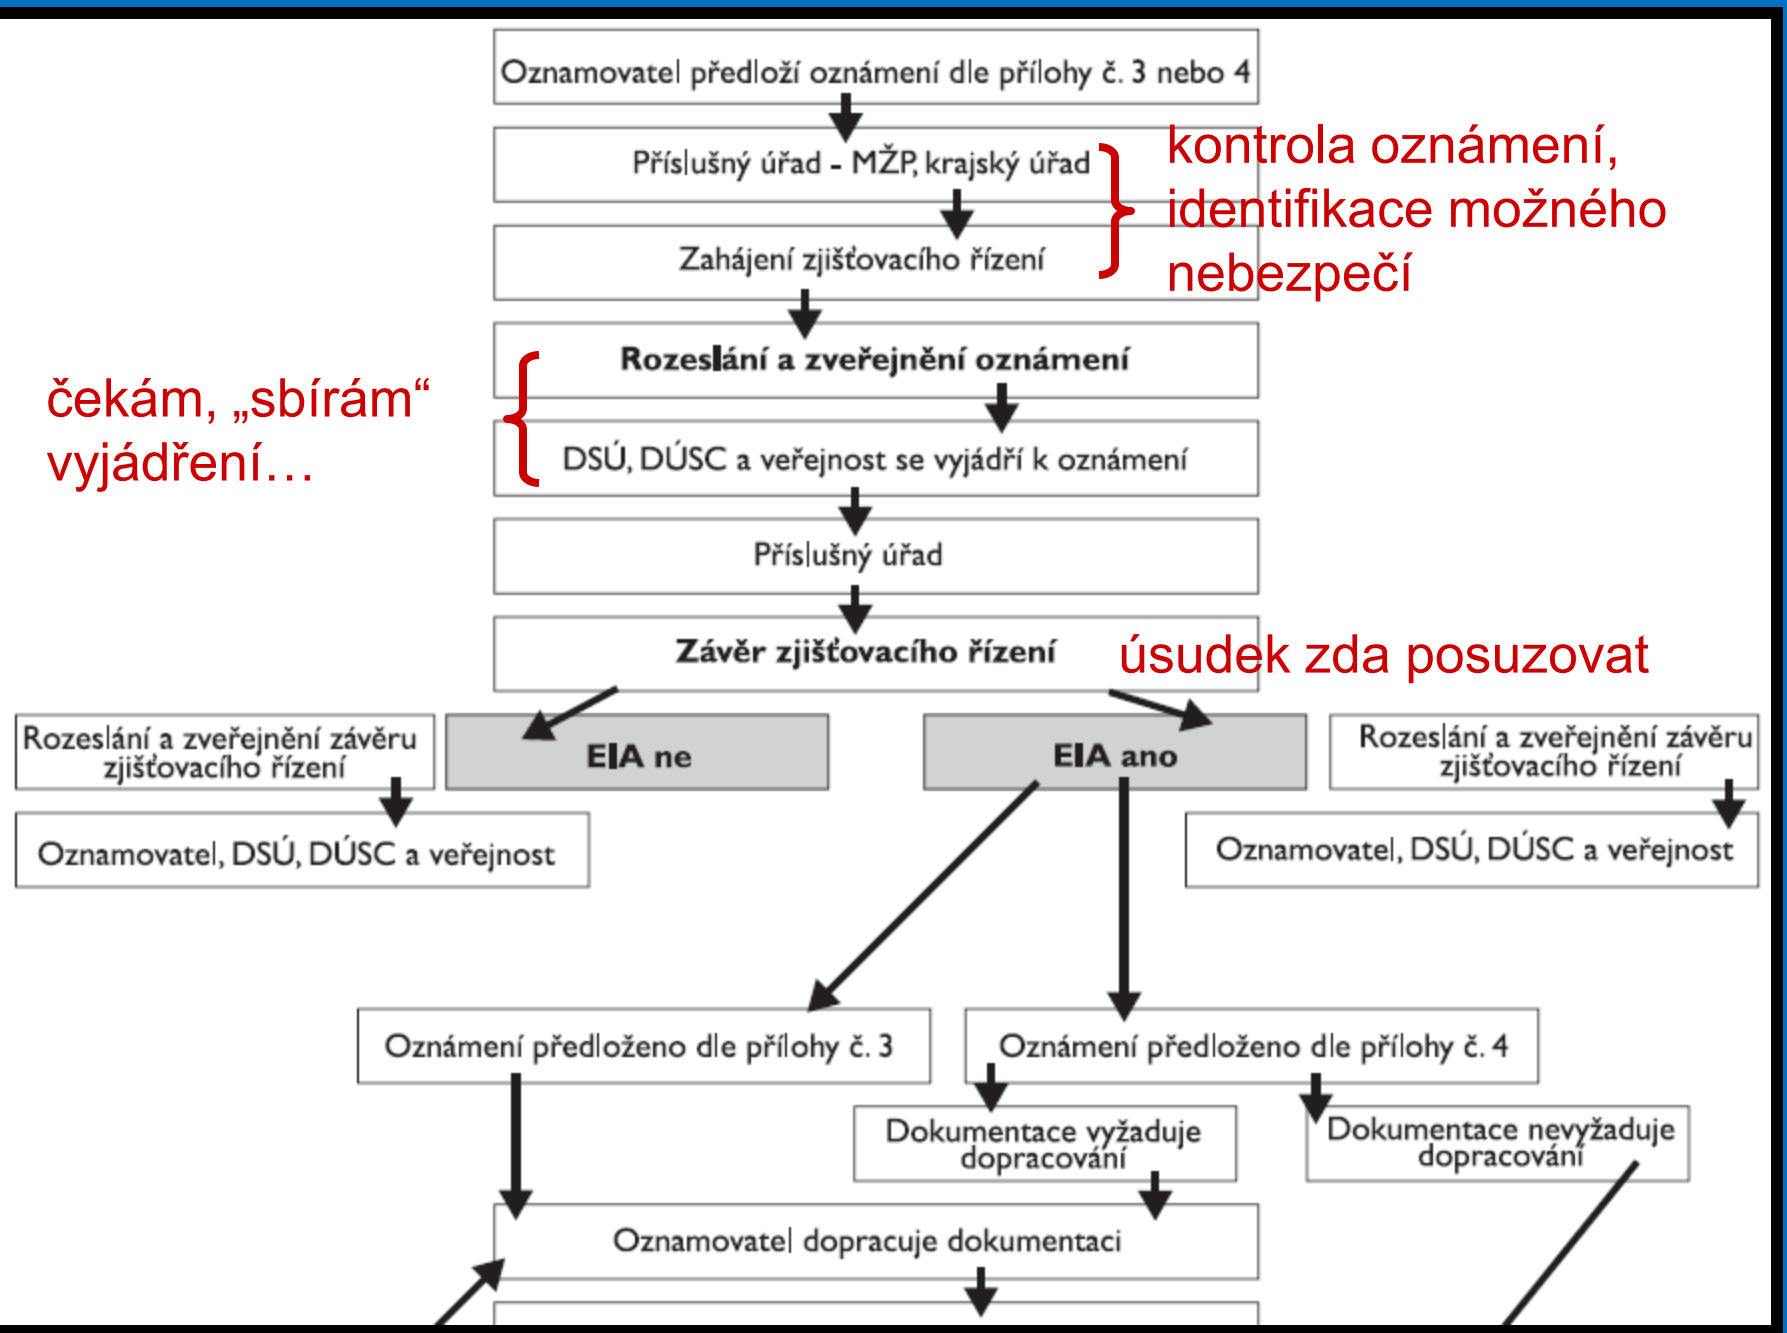 Oznamovatel předloží oznámení dle přílohy č. 3 nebo 4
Příslušný úřad - MŽP, krajský úřad
kontrola oznámení,
identifikace možného
nebezpečí
Zahájení zjišťovacího řízení
Rozeslání a zveřejnění oznámení
čekám, „sbírám“
vyjádření…
DSÚ, DÚSC a veřejnost se vyjádří k oznámení
Příslušný úřad
Závěr zjišťovacího řízení
úsudek zda posuzovat
Rozeslání a zveřejnění závěru
zjišťovacího řízení
EIA ne
EIA ano
Rozeslání a zveřejnění závěru
zjišťovacího řízení
Oznamovatel, DSÚ, DÚSC a veřejnost
Oznamovatel, DSÚ, DÚSC a veřejnost
Oznámení předloženo dle přílohy č. 3
Oznámení předloženo dle přílohy č. 4
Dokumentace vyžaduje
dopracování
Dokumentace nevyžaduje
dopracování
Oznamovatel dopracuje dokumentaci